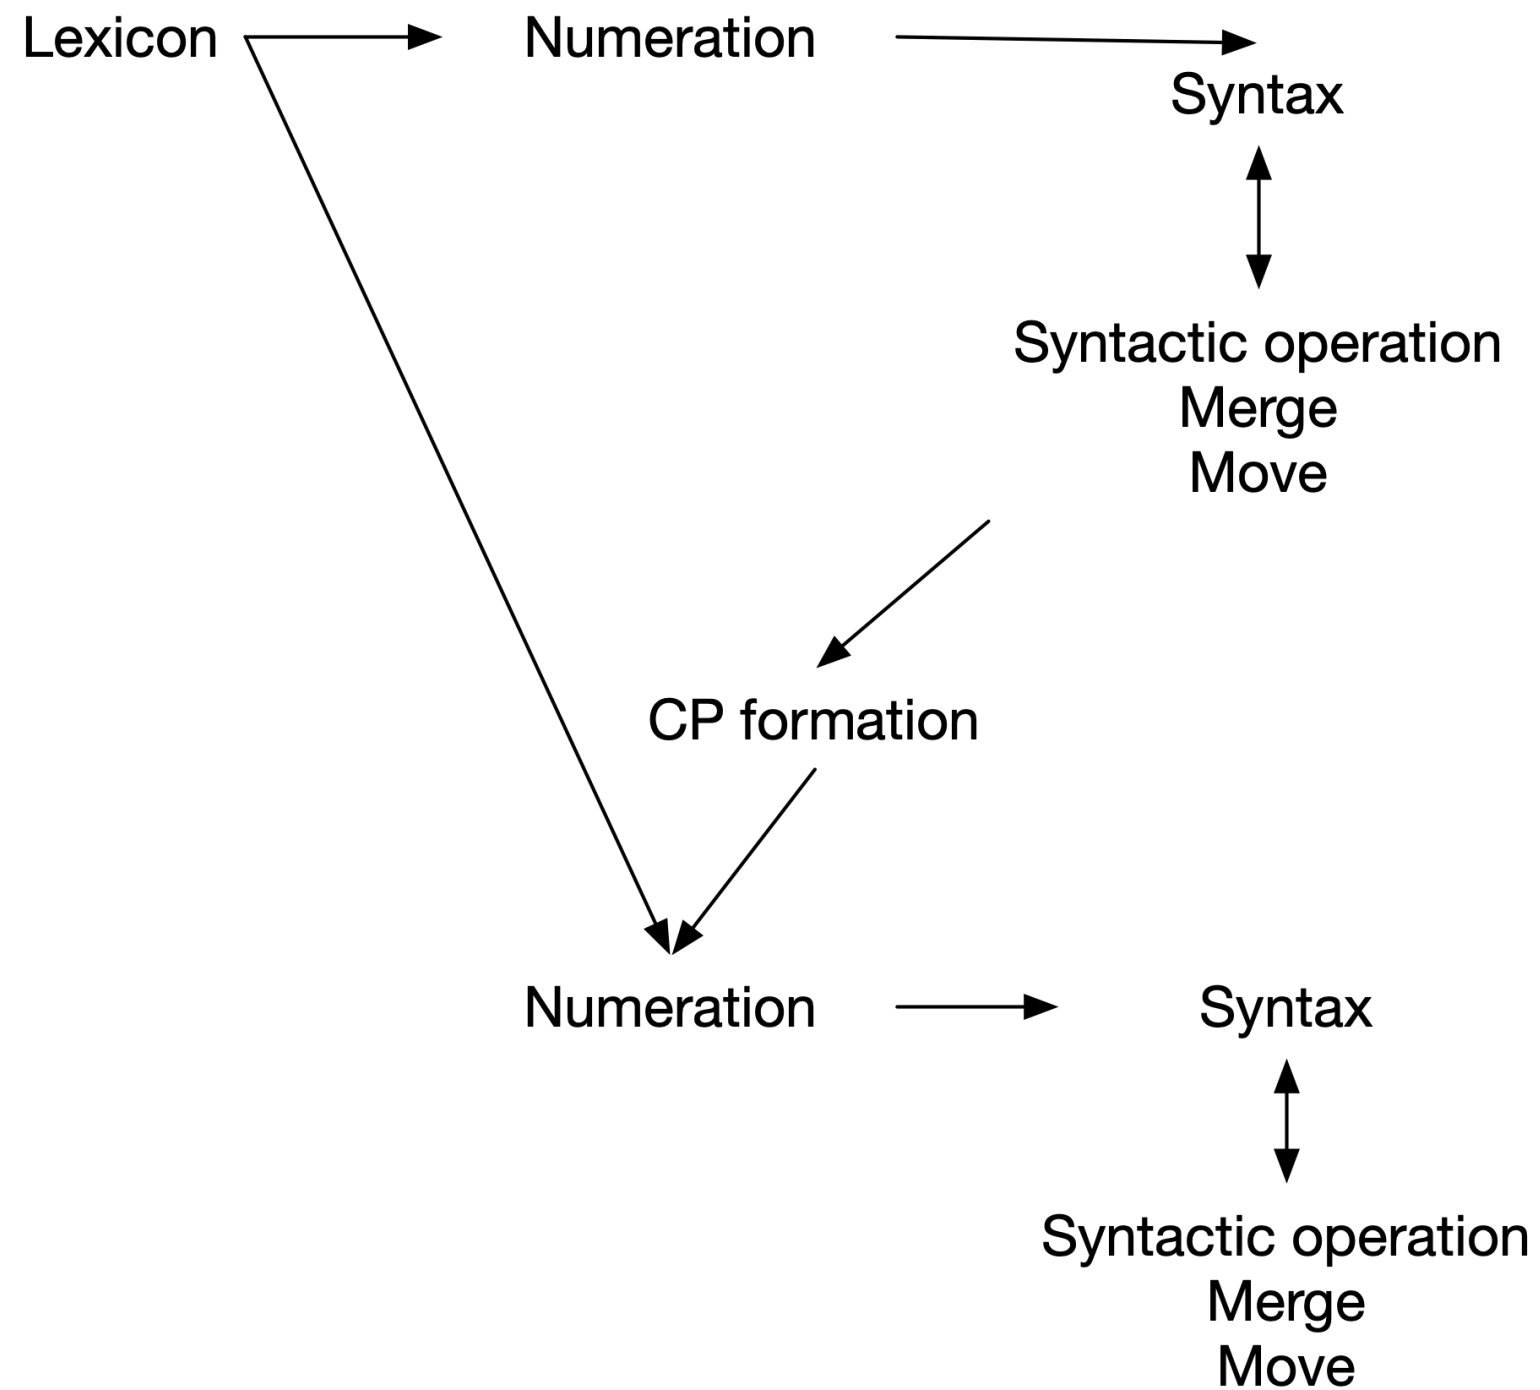 Lexicon
Numeration
Syntax
Syntactic operation
Merge
Move
CP formation
Numeration
Syntax
Syntactic operation
Merge
Move